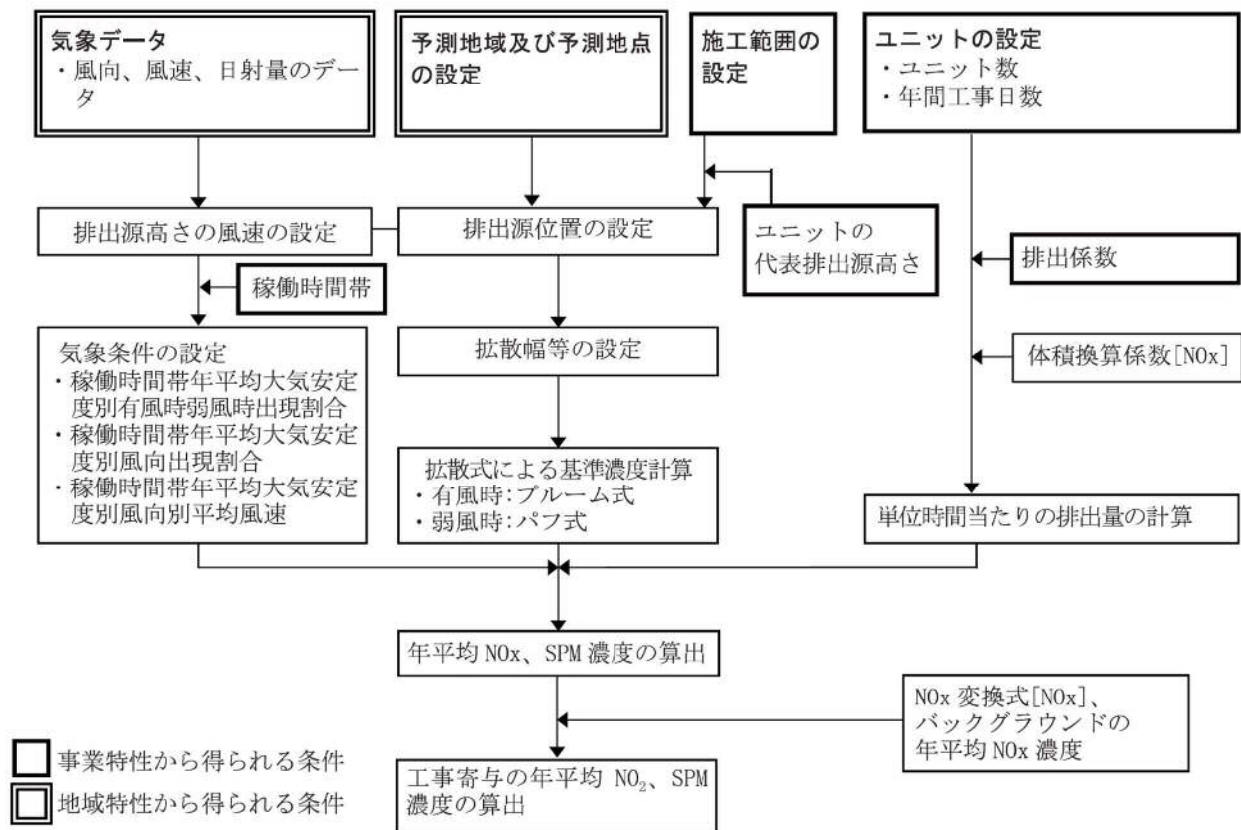 気象データ
・風向、風速、日射量のデー
タ
予測地域及び予測地点
の設定
施工範囲の
設定
ユニットの設定
・ユニット数
・年間工事日数
排出源高さの風速の設定
排出源位置の設定
ユニットの
代表排出源高さ
排出係数
稼働時間帯
気象条件の設定
・稼働時間帯年平均大気安定
度別有風時弱風時出現割合
・稼働時間帯年平均大気安定
度別風向出現割合
・稼働時間帯年平均大気安定
度別風向別平均風速
拡散幅等の設定
体積換算係数[NOx]
拡散式による基準濃度計算
・有風時:プルーム式
・弱風時:パフ式
単位時間当たりの排出量の計算
年平均 NOx、SPM 濃度の算出
NOx 変換式[NOx]、
バックグラウンドの
年平均 NOx 濃度
工事寄与の年平均 NO₂、SPM
濃度の算出
事業特性から得られる条件
地域特性から得られる条件